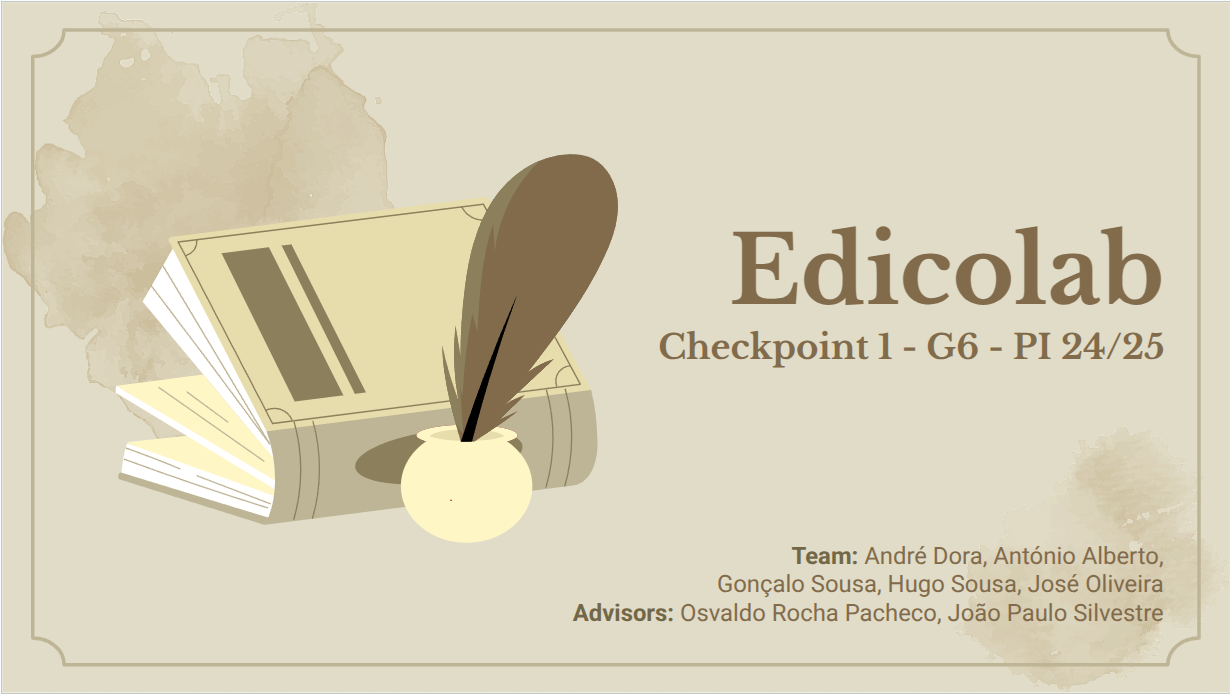 Edicolab
Checkpoint 1 - G6 - PI 24/25
Team: André Dora, António Alberto,
Gonçalo Sousa, Hugo Sousa, José Oliveira
Advisors: Osvaldo Rocha Pacheco, João Paulo Silvestre